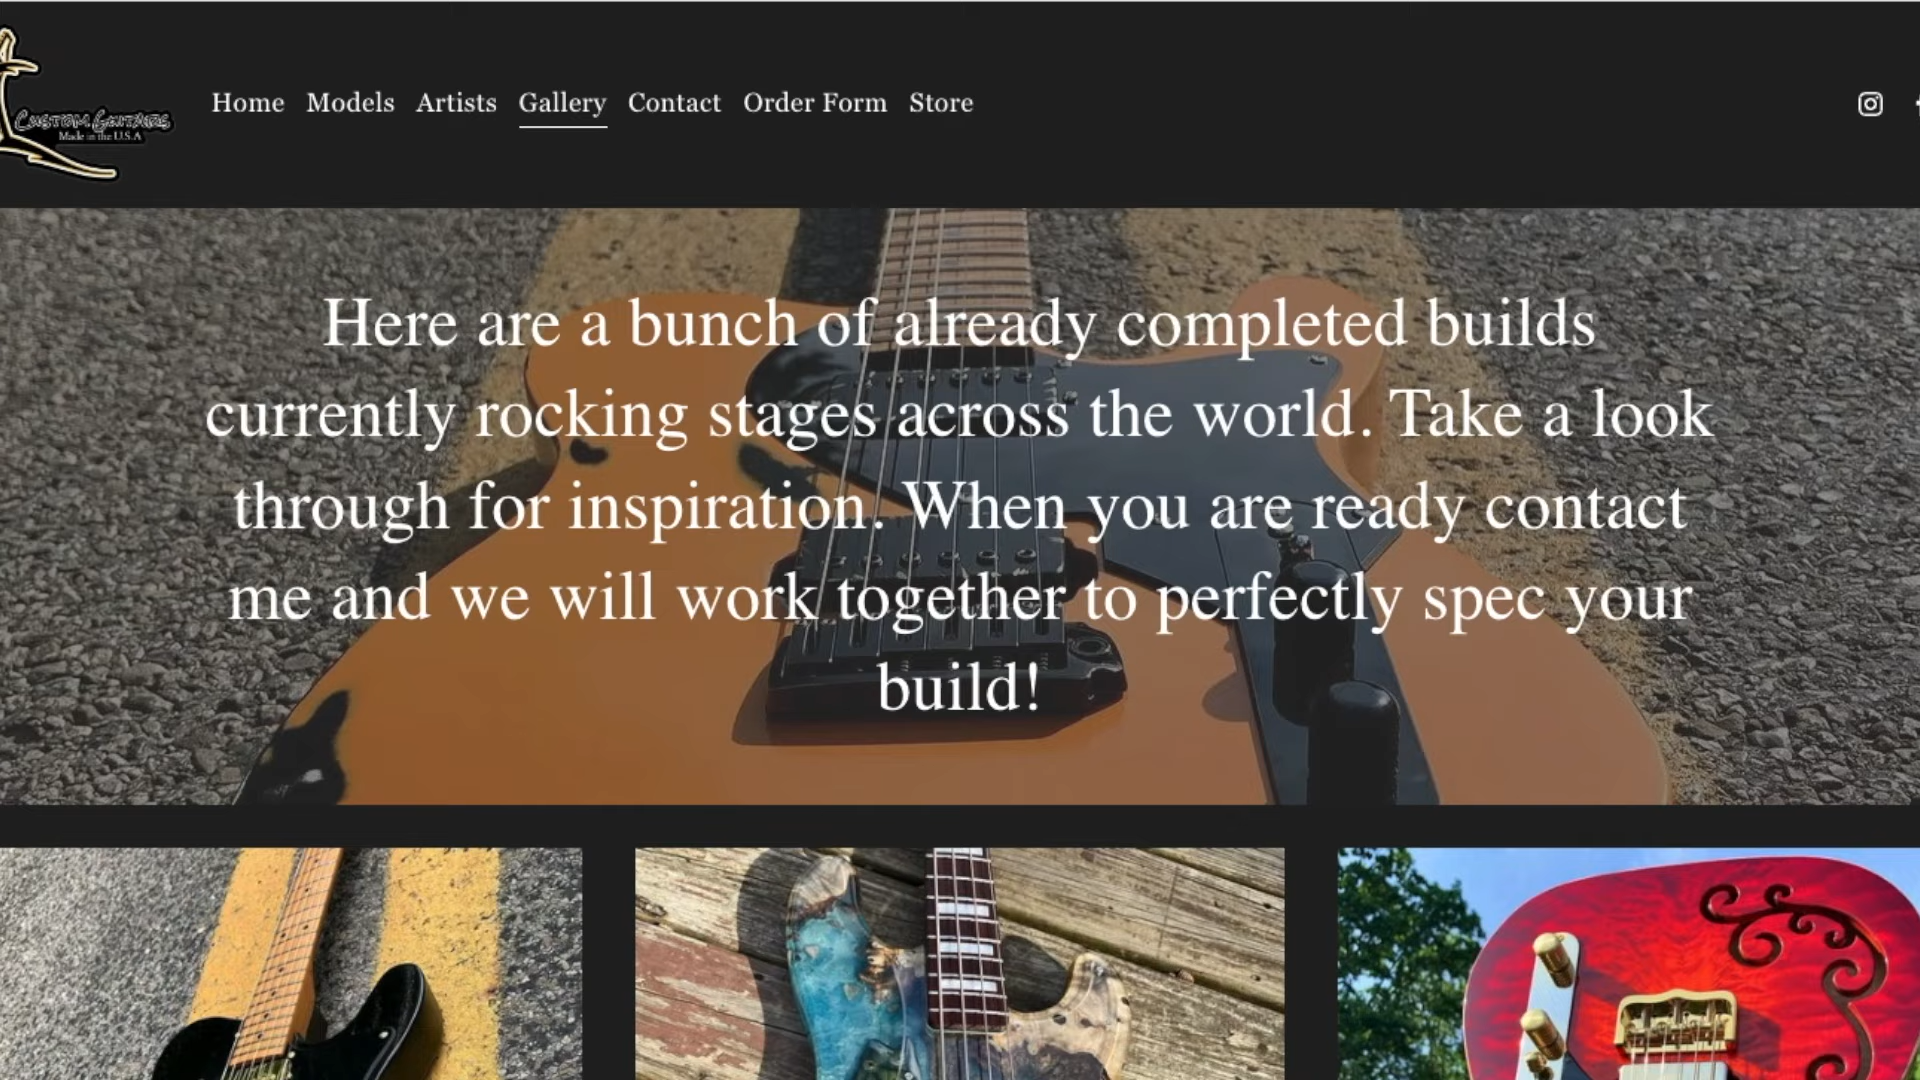 Custom Guitars
Made in the U.S.A
Home Models Artists Gallery Contact Order Form Store
Here are a bunch of already completed builds
currently rocking stages across the world. Take a look
through for inspiration. When you are ready contact
me and we will work together to perfectly spec your
build!